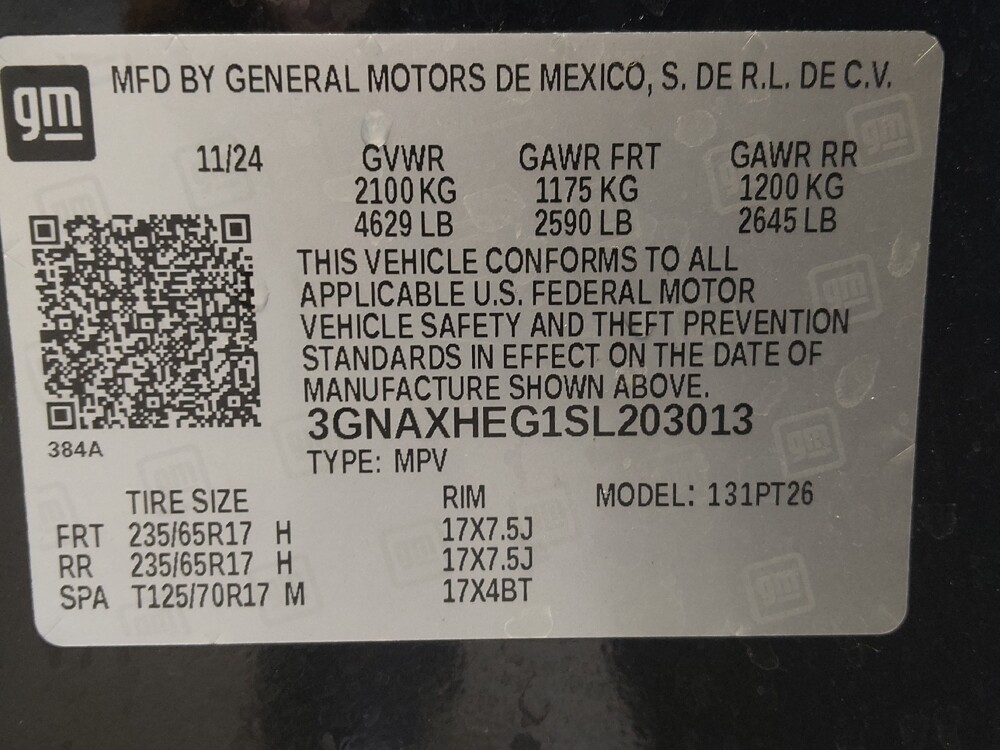 gm
MFD BY GENERAL MOTORS DE MEXICO, S. DE R.L. DE C.V.
11/24 GVWR GAWR FRT GAWR RR
2100 KG 1175 KG 1200 KG
4629 LB 2590 LB 2645 LB
THIS VEHICLE CONFORMS TO ALL
APPLICABLE U.S. FEDERAL MOTOR
VEHICLE SAFETY AND THEFT PREVENTION
STANDARDS IN EFFECT ON THE DATE OF
MANUFACTURE SHOWN ABOVE.
3GNAXHEG1SL203013
384A
TYPE: MPV
TIRE SIZE RIM MODEL: 131PT26
FRT 235/65R17 H 17X7.5J
RR 235/65R17 H 17X7.5J
SPA T125/70R17 M 17X4BT